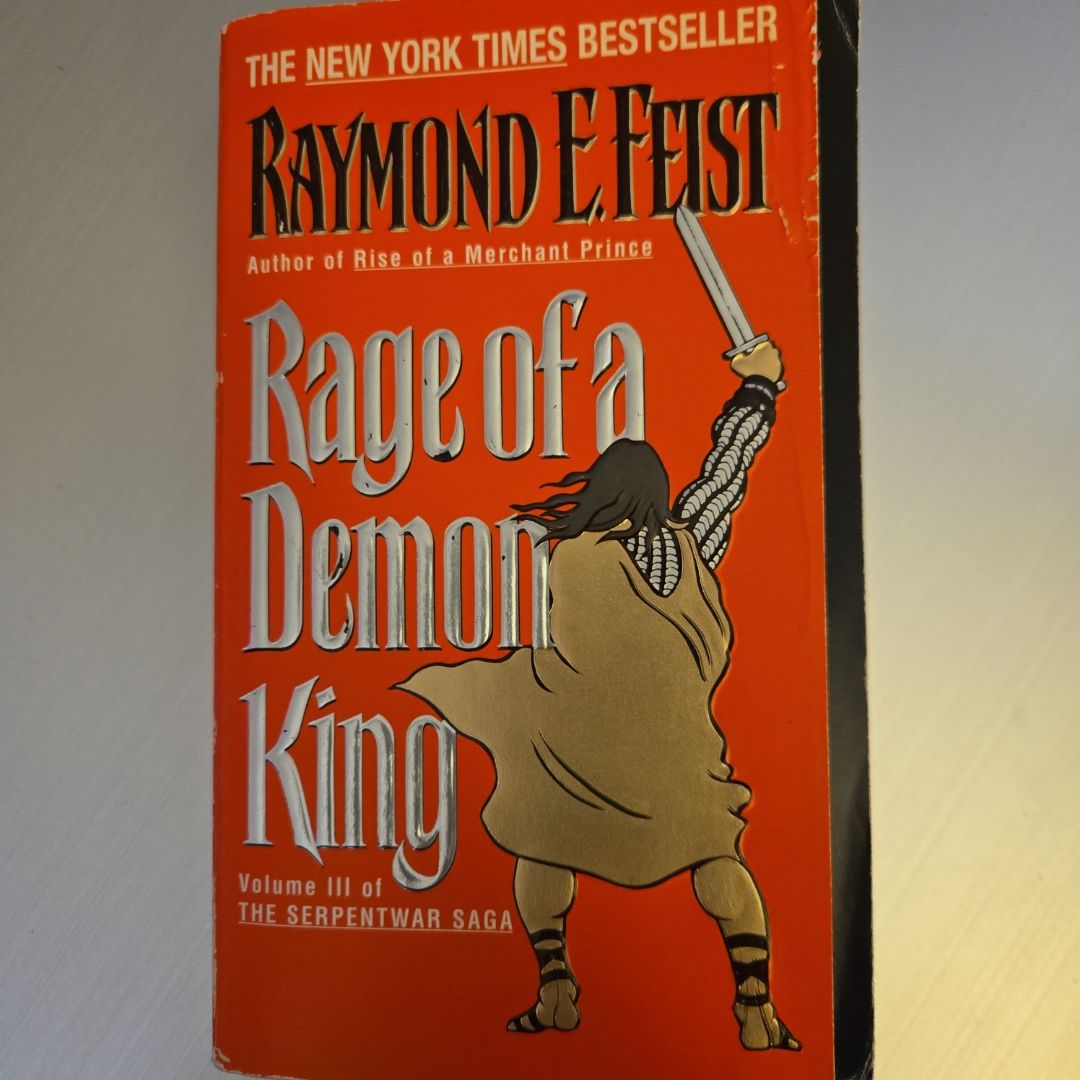 THE NEW YORK TIMES BESTSELLER
RAYMOND E. FEIST
Author of Rise of a Merchant Prince
Rage of a
Demon
King
Volume III of
THE SERPENTWAR SAGA